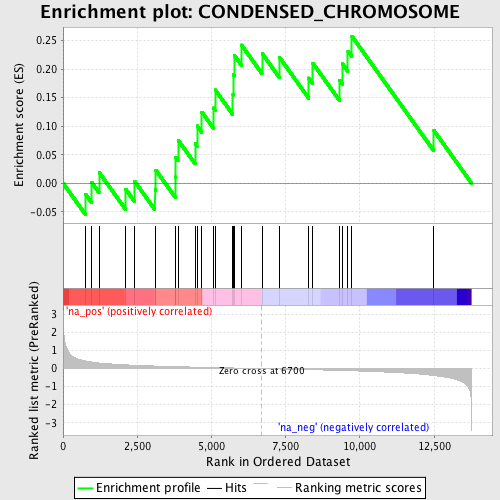 Enrichment plot: CONDENSED_CHROMOSOME
Enrichment score (ES)
0.25
0.20
0.15
0.10
0.05
0.00
-0.05
'na_pos' (positively correlated)
Ranked list metric (PreRanked)
3
2
1
0
-1
-2
-3
Zero cross at 6700
'na_neg' (negatively correlated)
0
2,500
5,000
7,500
10,000
12,500
Rank in Ordered Dataset
Enrichment profile
Hits
Ranking metric scores